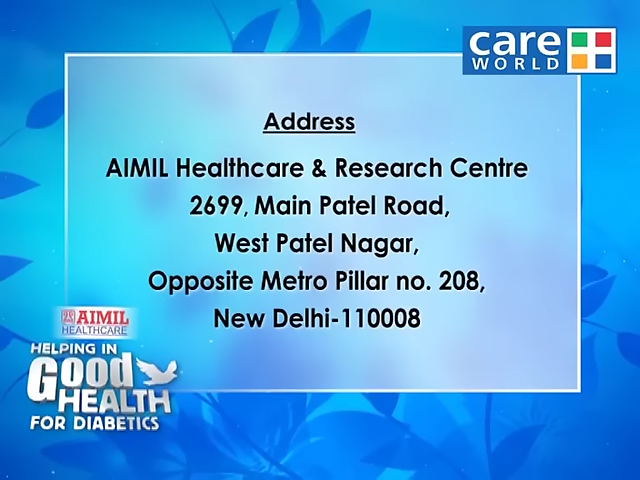 care
WORLD
Address
AIMIL Healthcare & Research Centre
2699, Main Patel Road,
West Patel Nagar,
Opposite Metro Pillar no. 208,
New Delhi-110008
AIMIL
HEALTHCARE
HELPING IN
Good
HEALTH
FOR DIABETICS